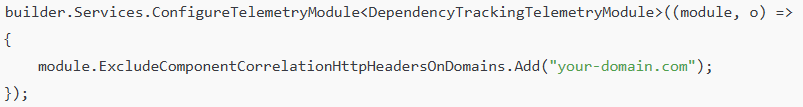 builder.Services.ConfigureTelemetryModule<DependencyTrackingTelemetryModule>((module, o) =>
{
    module.ExcludeComponentCorrelationHttpHeadersOnDomains.Add("your-domain.com");
});